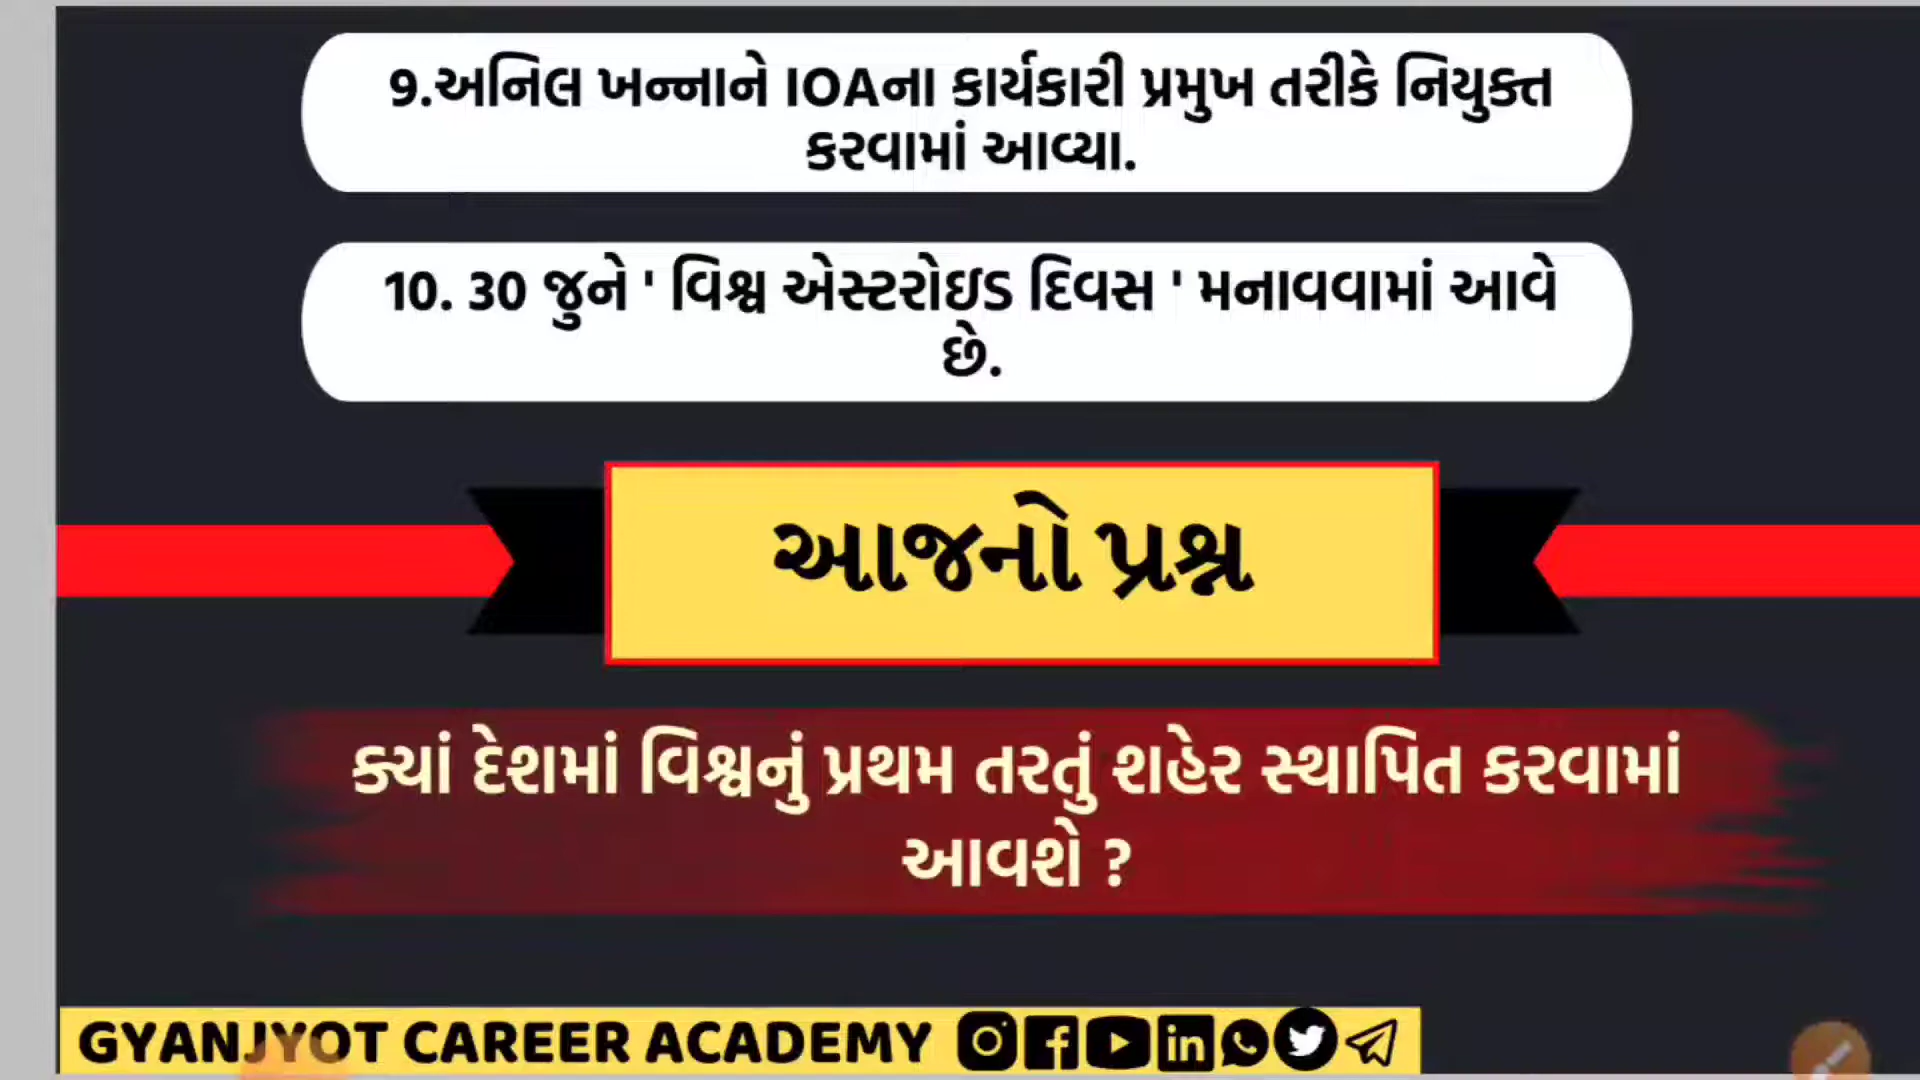 9.અનિલ ખન્નાને IOAના કાર્યકારી પ્રમુખ તરીકે નિયુક્ત
કરવામાં આવ્યા.
10. 30 જુને ' વિશ્વ એસ્ટરોઇડ દિવસ ' મનાવવામાં આવે
છે.
આજનો પ્રશ્ન
ક્યાં દેશમાં વિશ્વનું પ્રથમ તરતું શહેર સ્થાપિત કરવામાં
આવશે ?
GYANJYOT CAREER ACADEMY